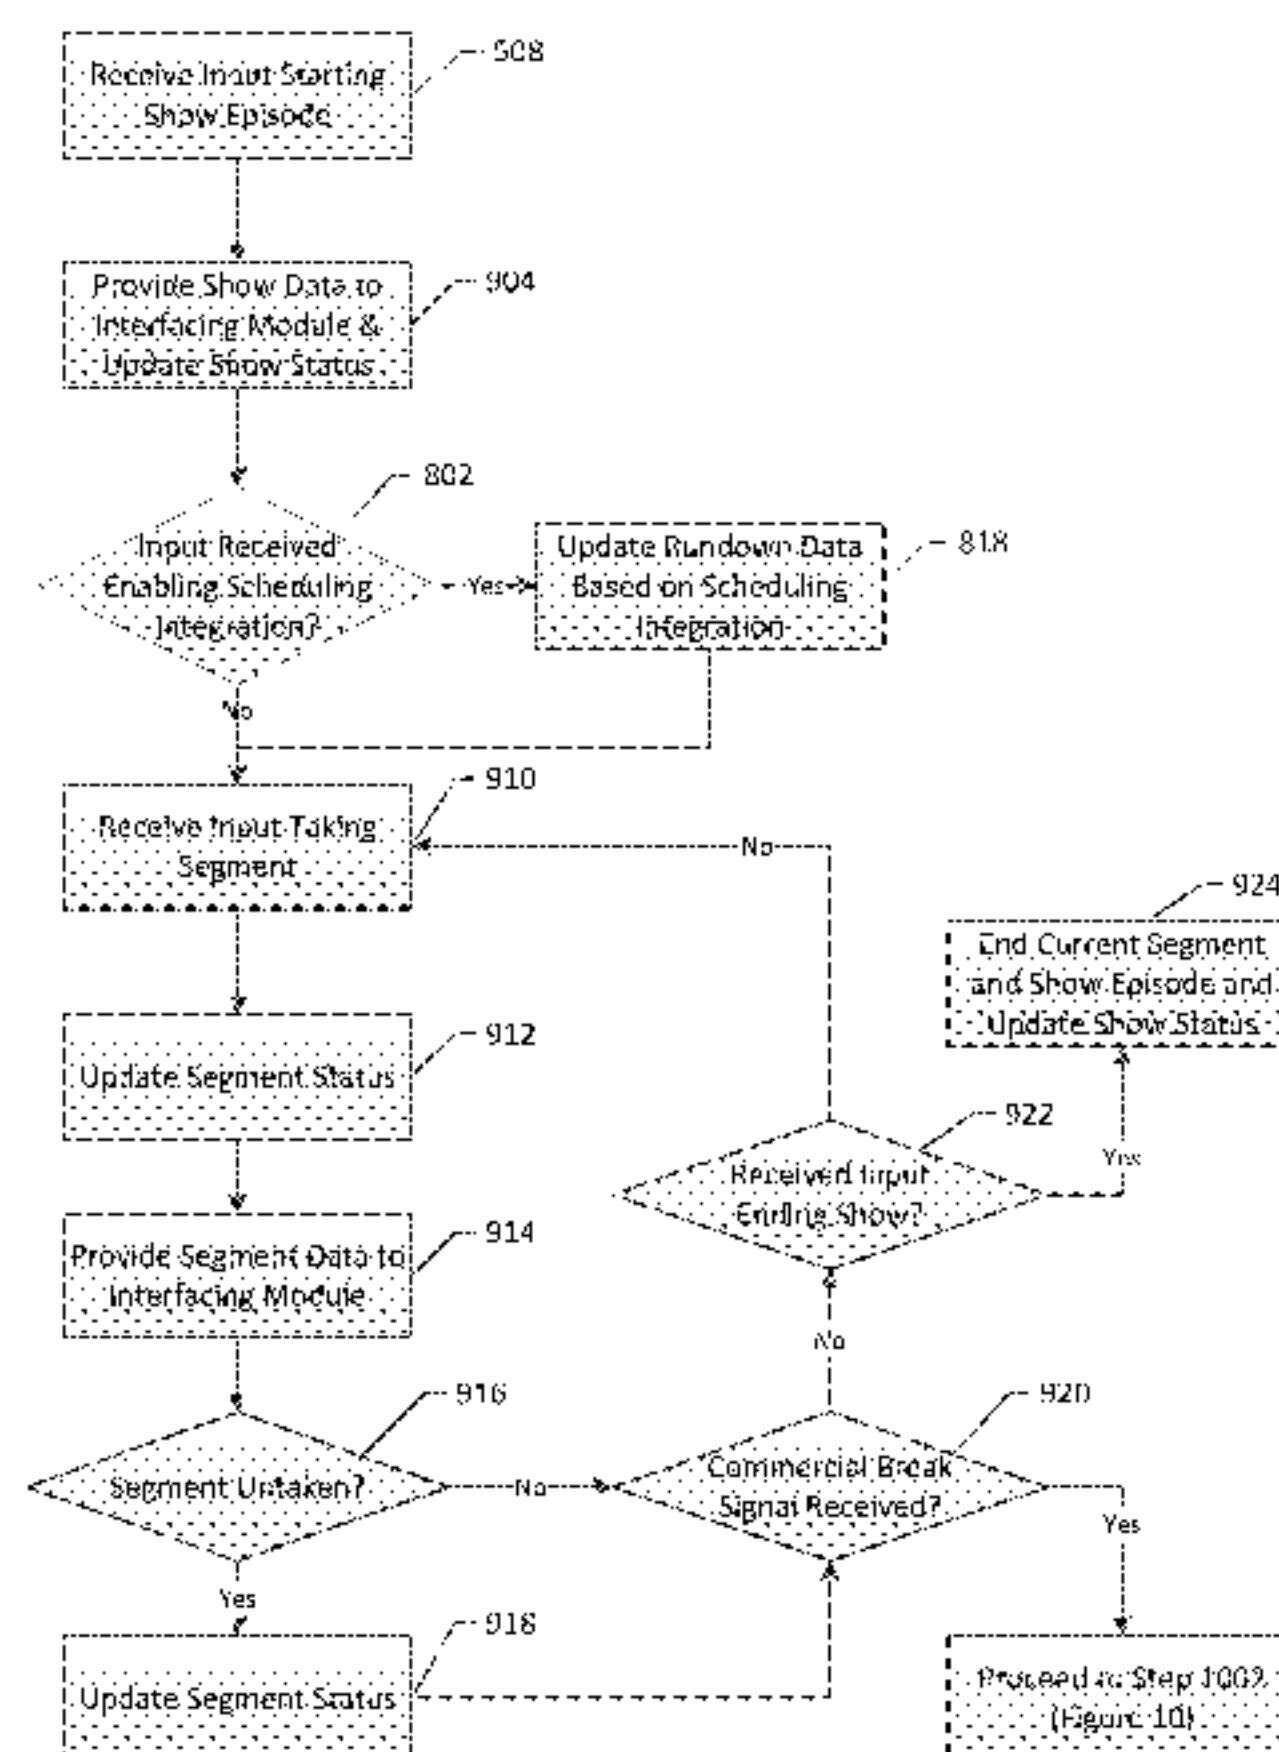 508
Receive Input Starting
Show Episode
904
Provide Show Data to
Interfacing Module &
Update Show Status
802
Input Received
Enabling Scheduling
Integration?
Yes
818
Update Rundown Data
Based on Scheduling
Integration
No
910
Receive Input Taking
Segment
No
924
End Current Segment
and Show Episode and
Update Show Status
912
Update Segment Status
922
Received Input
Ending Show?
Yes
914
Provide Segment Data to
Interfacing Module
No
916
Segment Untaken?
No
920
Commercial Break
Signal Received?
Yes
Yes
918
Update Segment Status
Proceed to Step 1002
(Figure 10)